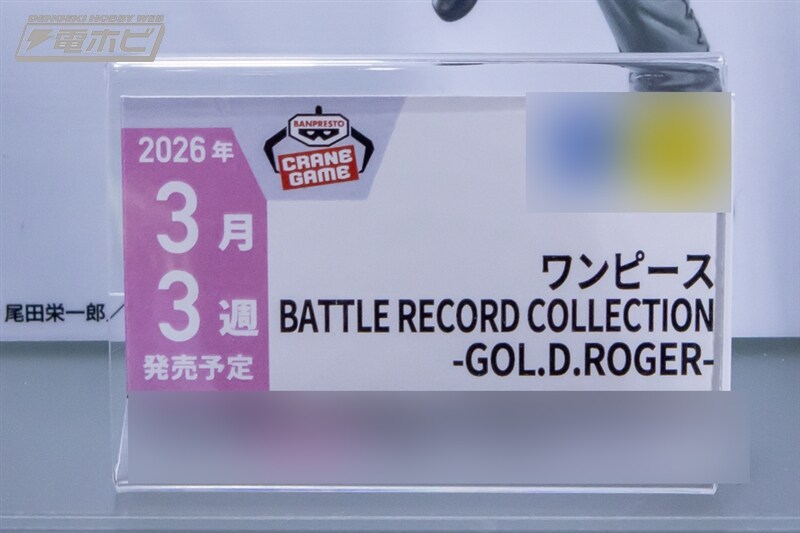 DENGEKI HOBBY WEB
電ホビ
2026年
3月
3週
発売予定
BANPRESTO
CRANE
GAME
ワンピース
BATTLE RECORD COLLECTION
-GOL.D.ROGER-
尾田栄一郎／